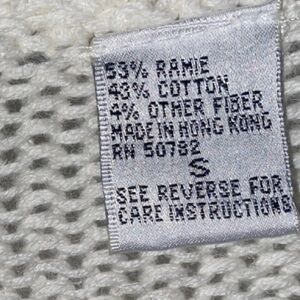 53% RAMIE
43% COTTON
4% OTHER FIBER
MADE IN HONG KONG
RN 50782
S
SEE REVERSE FOR
CARE INSTRUCTIONS